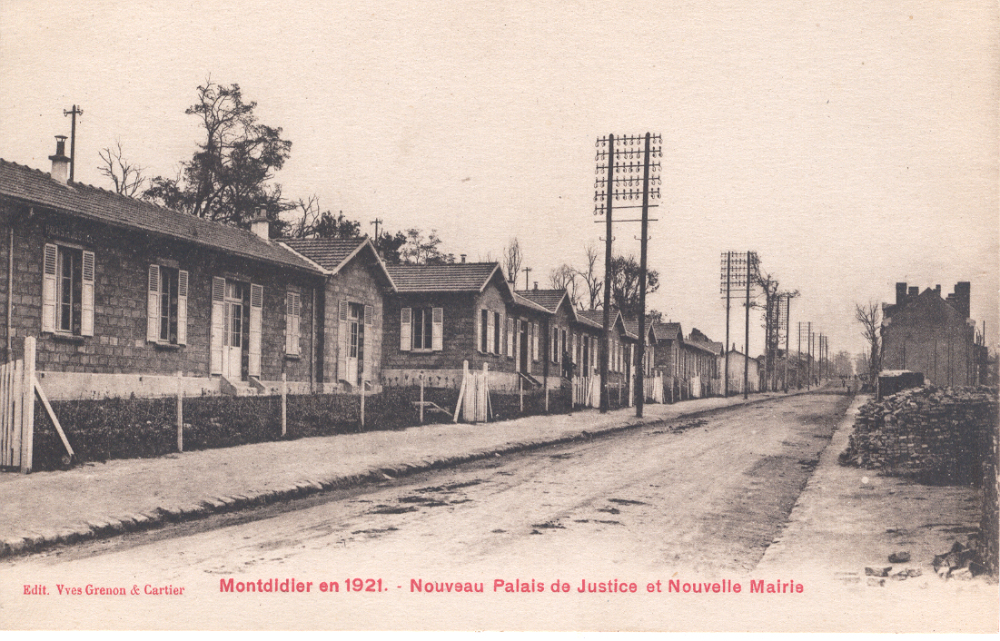 Edit. Yves Grenon & Cartier
Montdidier en 1921. - Nouveau Palais de Justice et Nouvelle Mairie